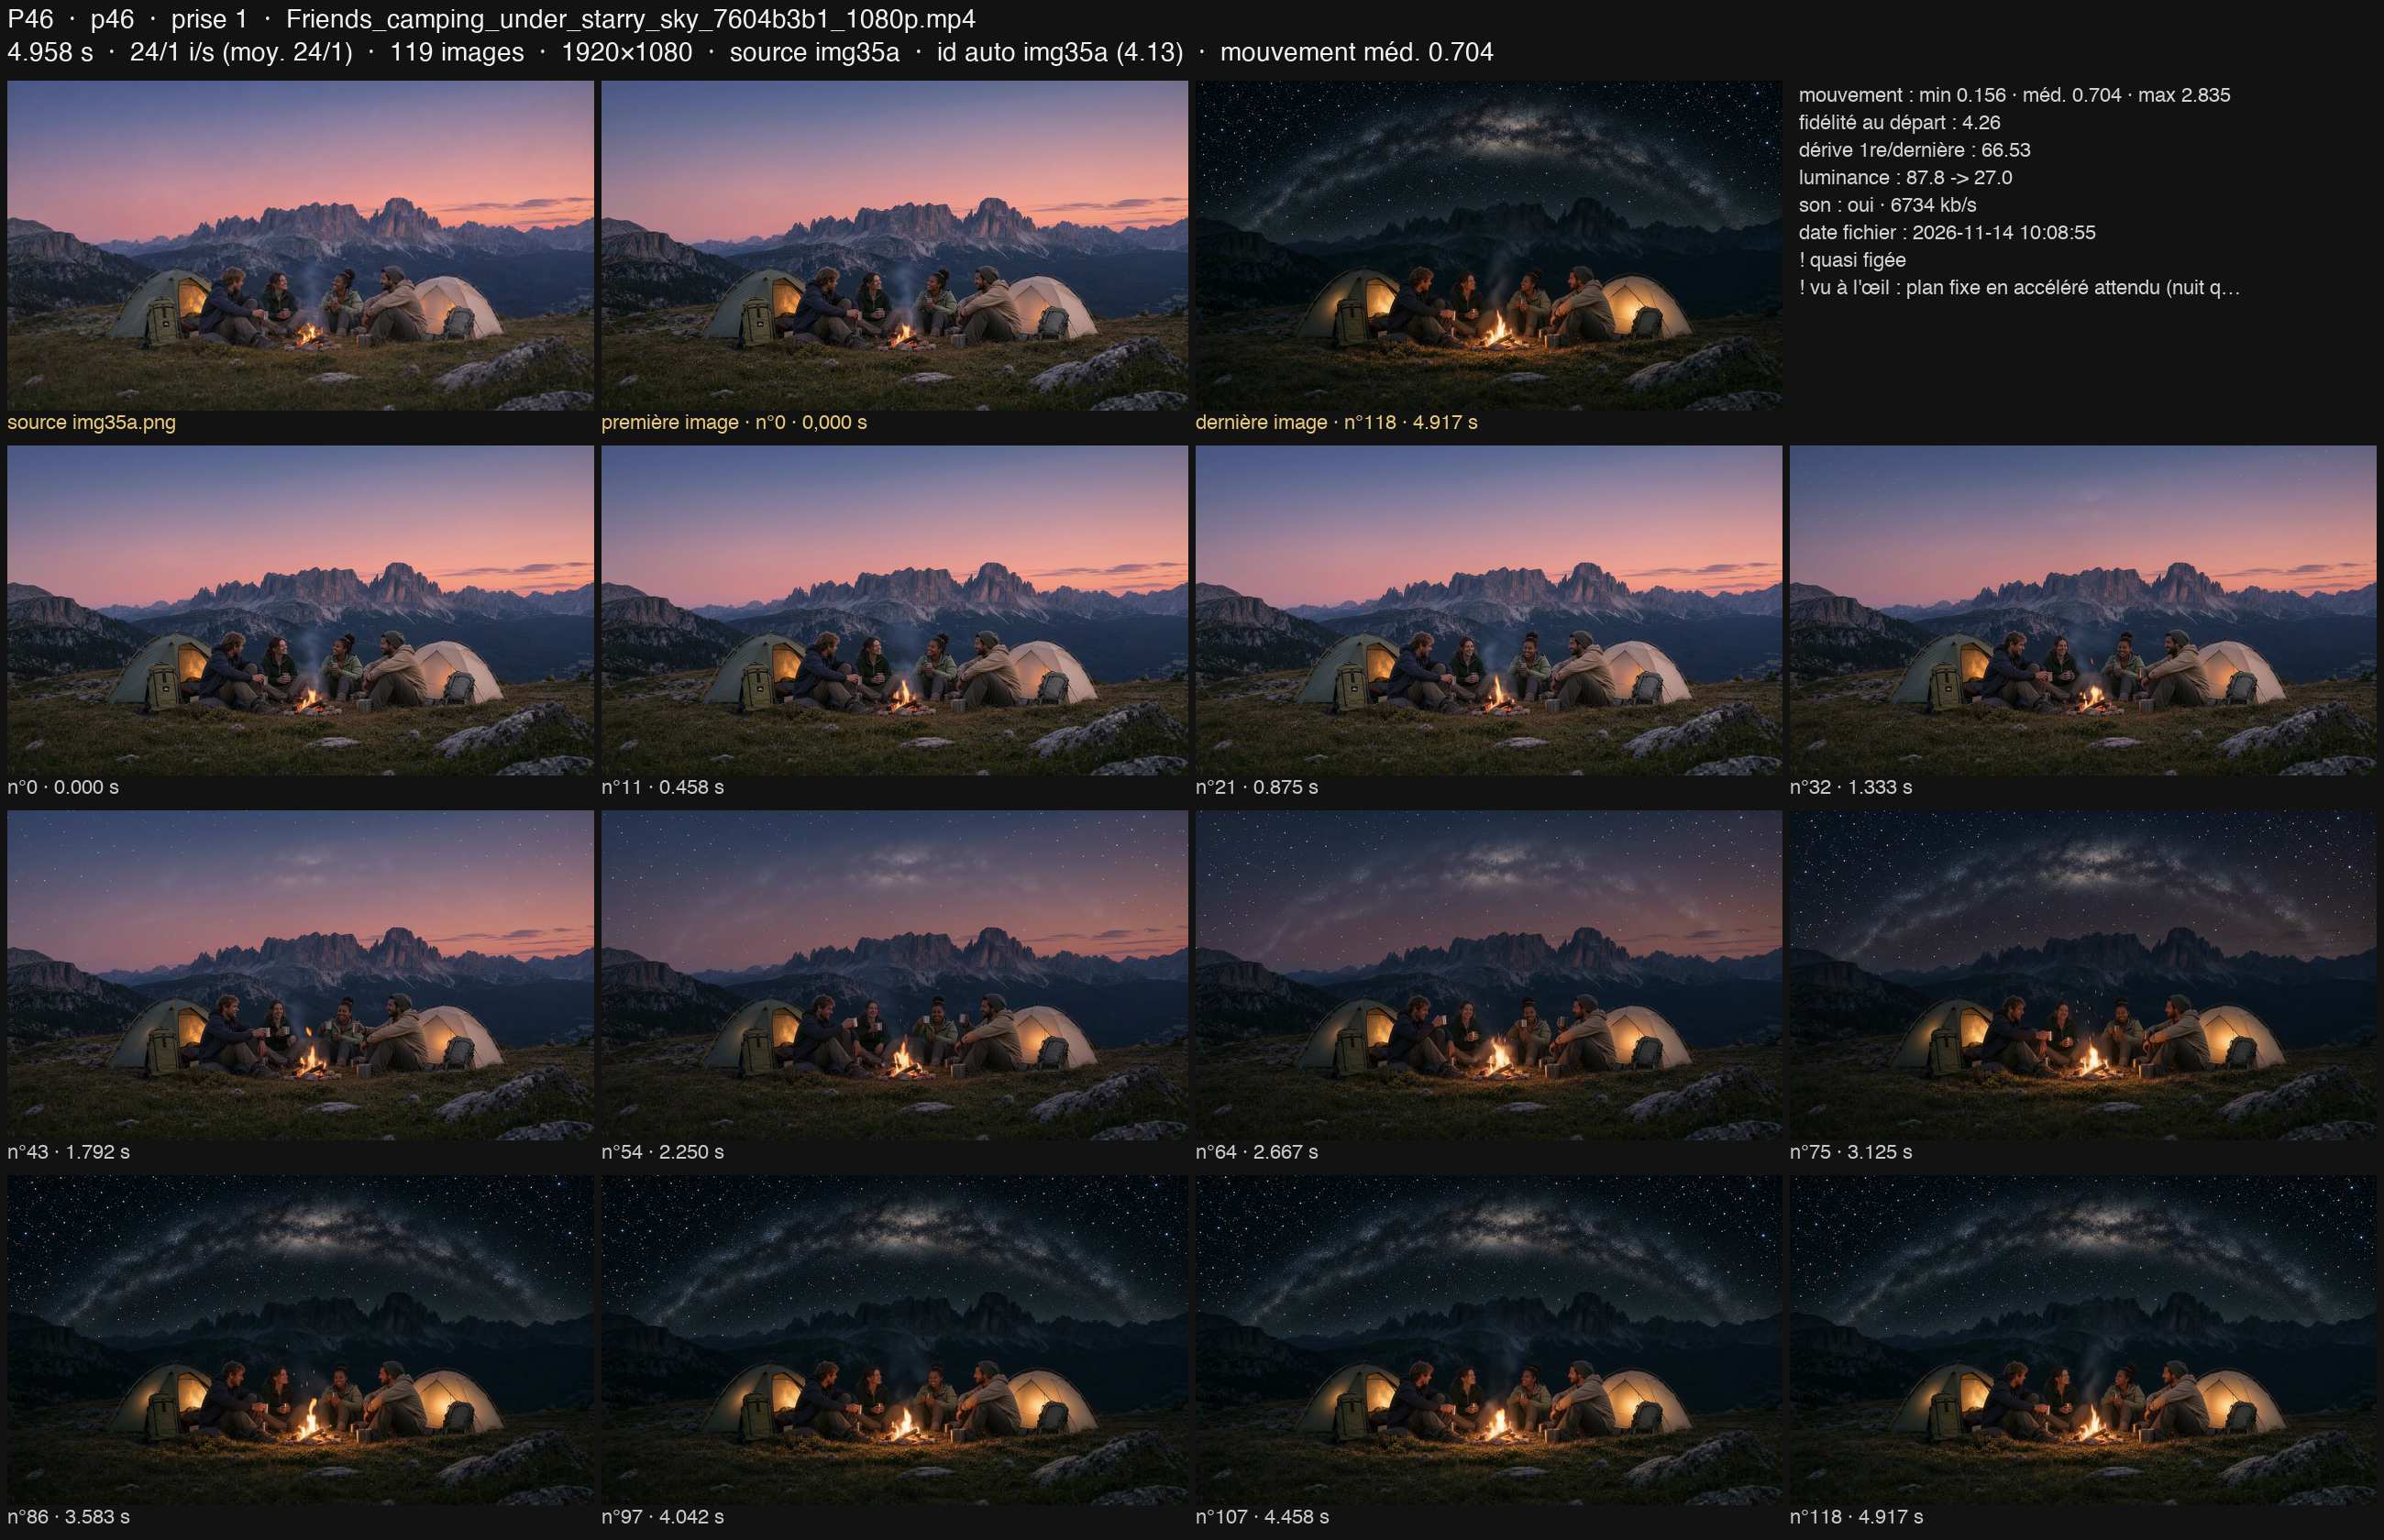 P46 · p46 · prise 1 · Friends_camping_under_starry_sky_7604b3b1_1080p.mp4
4.958 s · 24/1 i/s (moy. 24/1) · 119 images · 1920×1080 · source img35a · id auto img35a (4.13) · mouvement méd. 0.704
mouvement : min 0.156 · méd. 0.704 · max 2.835
fidélité au départ : 4.26
dérive 1re/dernière : 66.53
luminance : 87.8 -> 27.0
son : oui · 6734 kb/s
date fichier : 2026-11-14 10:08:55
! quasi figée
! vu à l'œil : plan fixe en accéléré attendu (nuit q…
source img35a.png
première image · n°0 · 0,000 s
dernière image · n°118 · 4.917 s
n°0 · 0.000 s
n°11 · 0.458 s
n°21 · 0.875 s
n°32 · 1.333 s
n°43 · 1.792 s
n°54 · 2.250 s
n°64 · 2.667 s
n°75 · 3.125 s
n°86 · 3.583 s
n°97 · 4.042 s
n°107 · 4.458 s
n°118 · 4.917 s